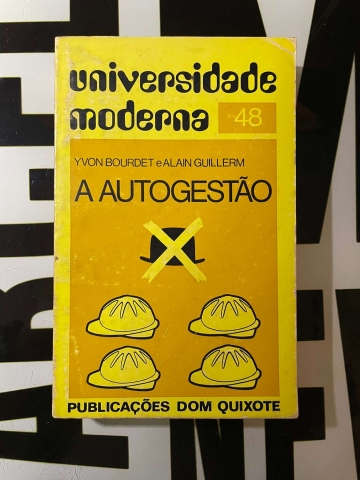 universidade
moderna 48
YVON BOURDET e ALAIN GUILLERM
A AUTOGESTÃO
PUBLICAÇÕES DOM QUIXOTE